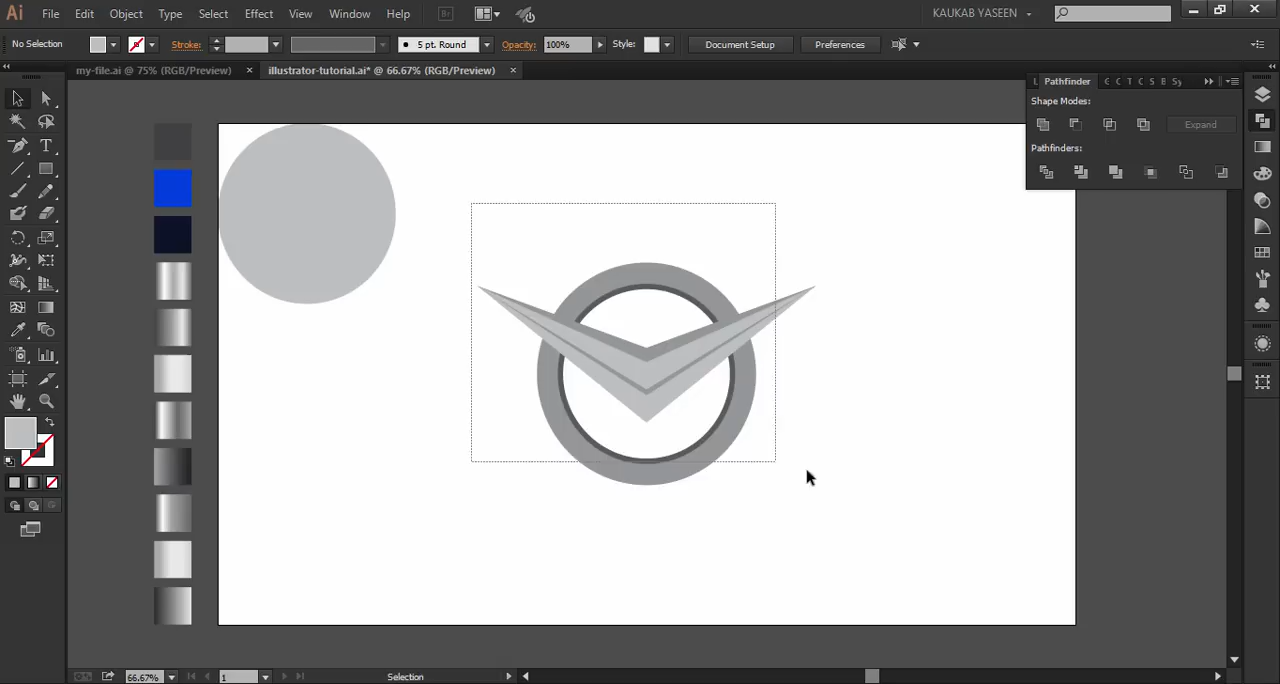 Ai File Edit Object Type Select Effect View Window Help Br KAUKAB YASEEN
No Selection Stroke: 5 pt. Round Opacity: 100% Style: Document Setup Preferences
my-file.ai @ 75% (RGB/Preview) × illustrator-tutorial.ai* @ 66.67% (RGB/Preview) ×
L Pathfinder C C T C S B Sy
Shape Modes:
Expand
Pathfinders:
66.67% 1 Selection